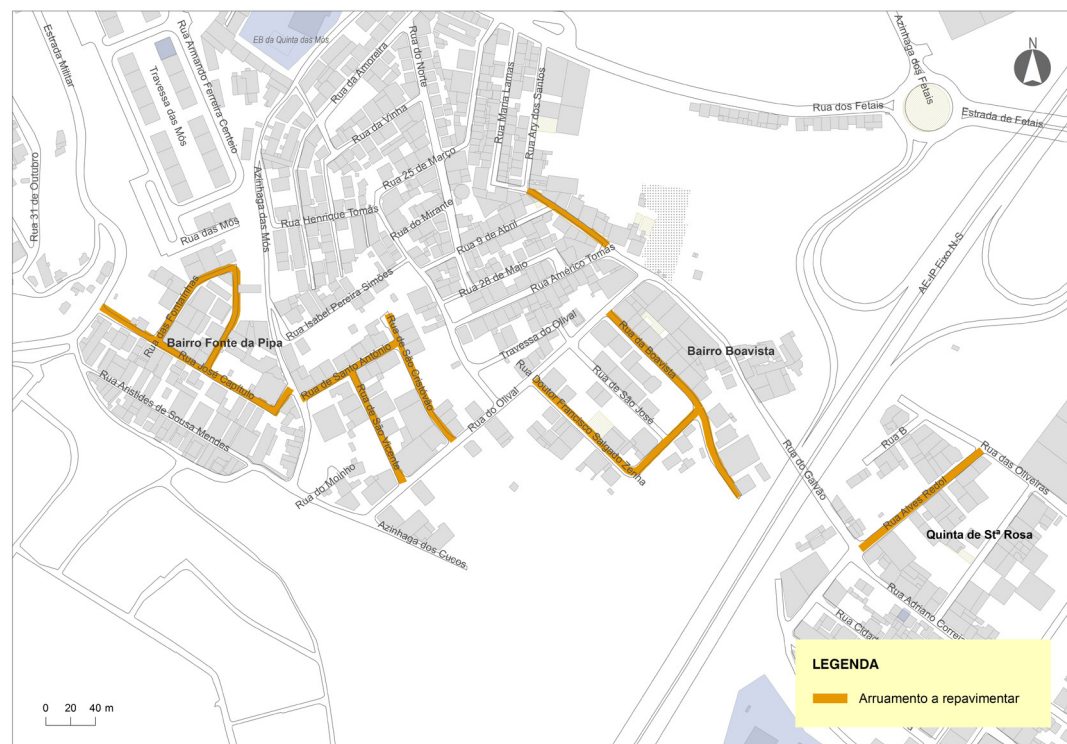 EB da Quinta das Mós
N
Estrada Militar
Rua Armando Ferreira Centeio
Travessa das Mós
Rua da Amoreira
Rua do Norte
Rua Maria Lamas
Rua Ary dos Santos
Azinhaga dos Fetais
Rua dos Fetais
Estrada de Fetais
Rua da Vinha
Rua 25 de Março
Azinhaga das Mós
Rua 31 de Outubro
Rua das Mós
Rua Henrique Tomás
Rua do Mirante
Rua 9 de Abril
Rua 28 de Maio
Rua Américo Tomás
AE-IP Eixo N-S
Rua Isabel Pereira Simões
Rua das Fontaínhas
Bairro Fonte da Pipa
Rua José Capítulo
Rua Aristides de Sousa Mendes
Rua de Santo António
Rua de São Cristóvão
Rua de São Vicente
Travessa do Olival
Rua do Olival
Rua da Boavista
Bairro Boavista
Rua de São José
Rua Doutor Francisco Salgado Zenha
Rua do Moinho
Azinhaga dos Cucos
Rua do Galvão
Rua B
Rua das Oliveiras
Rua Alves Redol
Quinta de Stª Rosa
Rua Adriano Correi
Rua Cidad
LEGENDA
Arruamento a repavimentar
0 20 40 m